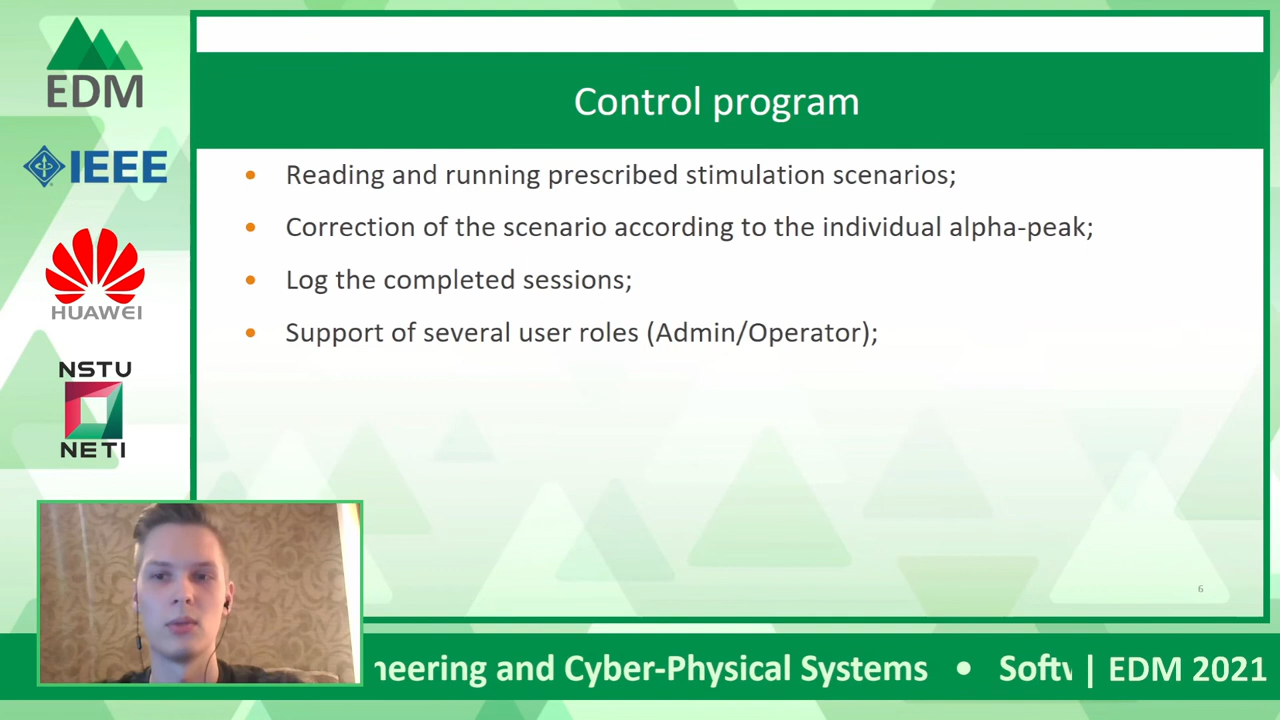 EDM
IEEE
HUAWEI
NSTU
NETI
Control program
• Reading and running prescribed stimulation scenarios;
• Correction of the scenario according to the individual alpha-peak;
• Log the completed sessions;
• Support of several user roles (Admin/Operator);
6
neering and Cyber-Physical Systems • Softv | EDM 2021